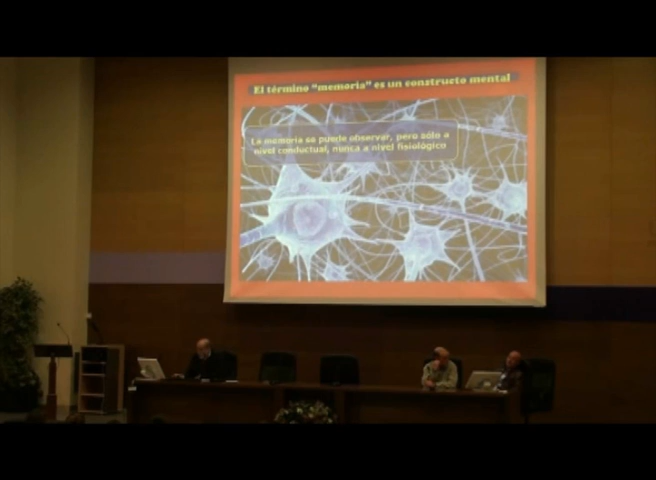 El término "memoria" es un constructo mental
La memoria se puede observar, pero sólo a
nivel conductual, nunca a nivel fisiológico